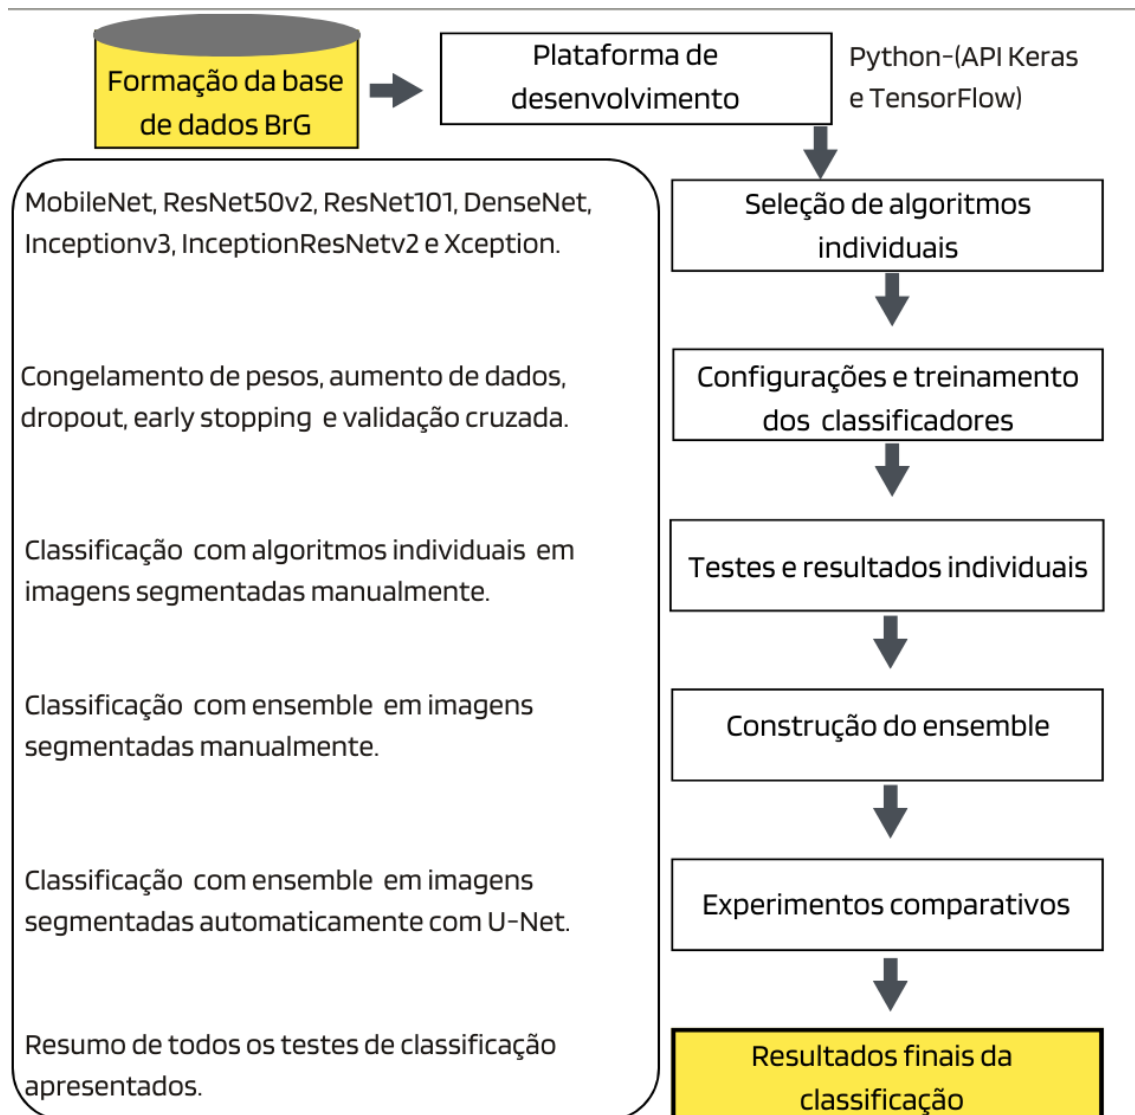 Formação da base
de dados BrG
Plataforma de
desenvolvimento
Python-(API Keras
e TensorFlow)
MobileNet, ResNet50v2, ResNet101, DenseNet,
Inceptionv3, InceptionResNetv2 e Xception.
Seleção de algoritmos
individuais
Congelamento de pesos, aumento de dados,
dropout, early stopping e validação cruzada.
Configurações e treinamento
dos classificadores
Classificação com algoritmos individuais em
imagens segmentadas manualmente.
Testes e resultados individuais
Classificação com ensemble em imagens
segmentadas manualmente.
Construção do ensemble
Classificação com ensemble em imagens
segmentadas automaticamente com U-Net.
Experimentos comparativos
Resumo de todos os testes de classificação
apresentados.
Resultados finais da
classificação